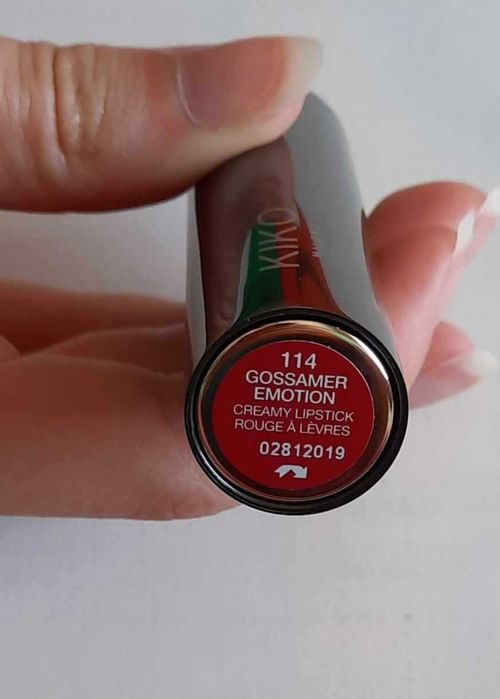 KIKO
114
GOSSAMER
EMOTION
CREAMY LIPSTICK
ROUGE À LÈVRES
02812019